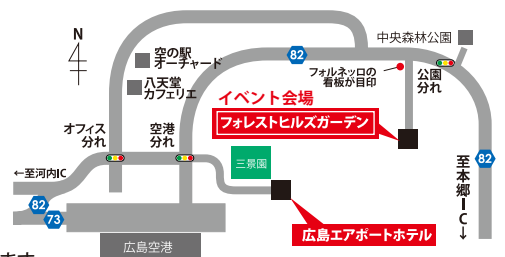 N
空の駅
オーチャード
八天堂
カフェリエ
82
中央森林公園
フォルネッロの
看板が目印
公園
分れ
イベント会場
フォレストヒルズガーデン
オフィス
分れ
空港
分れ
三景園
←至河内IC
82
73
82
至本郷IC→
広島エアポートホテル
広島空港
ます